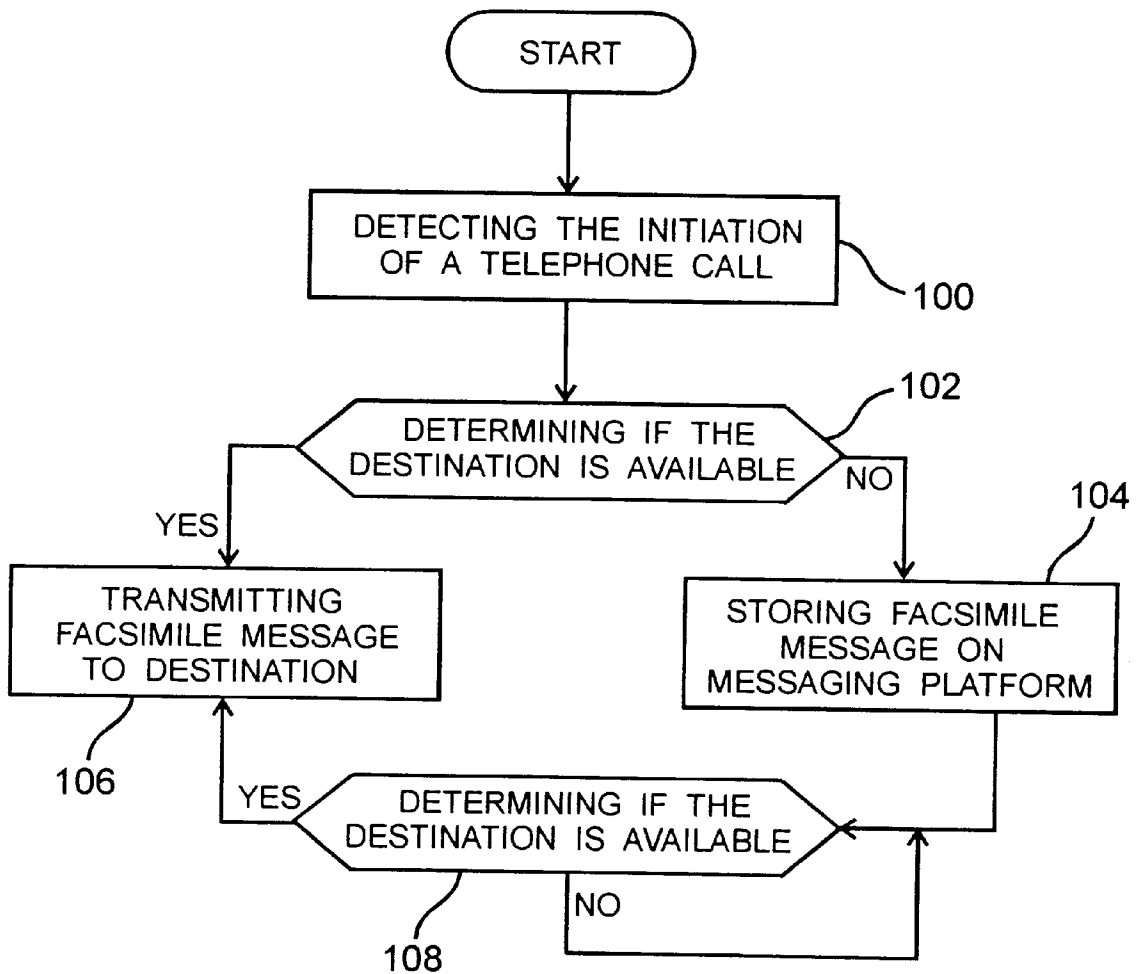 START
DETECTING THE INITIATION
OF A TELEPHONE CALL
100
102
DETERMINING IF THE
DESTINATION IS AVAILABLE
NO
YES
104
TRANSMITTING
FACSIMILE MESSAGE
TO DESTINATION
STORING FACSIMILE
MESSAGE ON
MESSAGING PLATFORM
106
YES
DETERMINING IF THE
DESTINATION IS AVAILABLE
NO
108